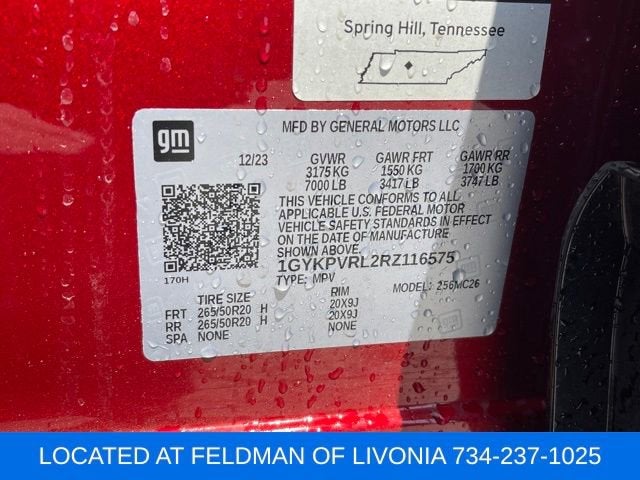 Spring Hill, Tennessee
gm
MFD BY GENERAL MOTORS LLC
12/23 GVWR GAWR FRT GAWR RR
3175 KG 1550 KG 1700 KG
7000 LB 3417 LB 3747 LB
THIS VEHICLE CONFORMS TO ALL
APPLICABLE U.S. FEDERAL MOTOR
VEHICLE SAFETY STANDARDS IN EFFECT
ON THE DATE OF MANUFACTURE SHOWN ABOVE.
1GYKPVRL2RZ116575
170H TYPE: MPV MODEL: 256MC26
TIRE SIZE RIM
FRT 265/50R20 H 20X9J
RR 265/50R20 H 20X9J
SPA NONE NONE
LOCATED AT FELDMAN OF LIVONIA 734-237-1025